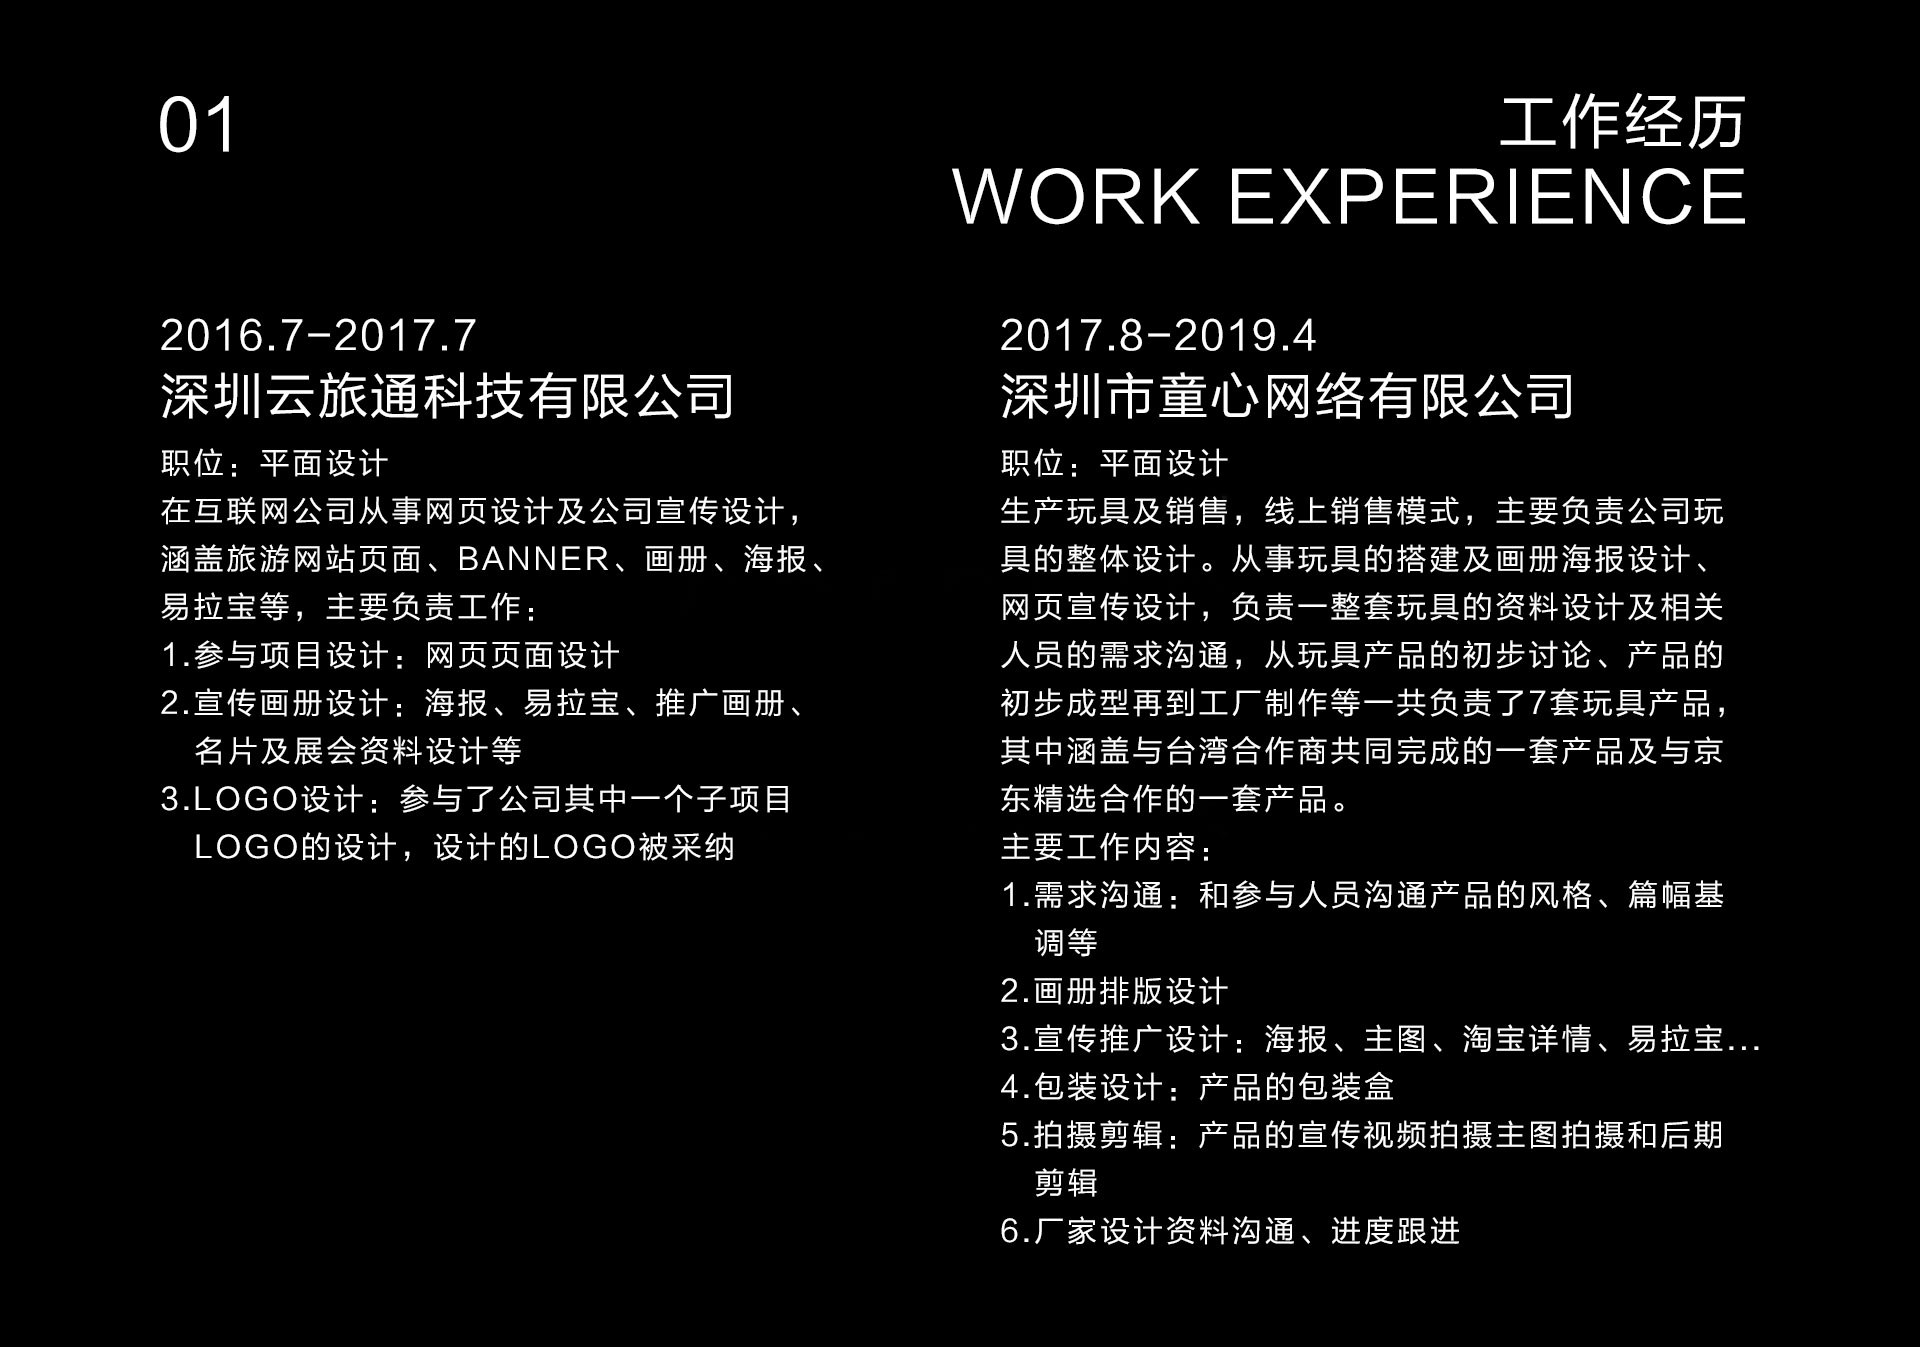 01
工作经历
WORK EXPERIENCE
2016.7-2017.7
深圳云旅通科技有限公司
职位：平面设计
在互联网公司从事网页设计及公司宣传设计，
涵盖旅游网站页面、BANNER、画册、海报、
易拉宝等，主要负责工作：
1.参与项目设计：网页页面设计
2.宣传画册设计：海报、易拉宝、推广画册、
名片及展会资料设计等
3.LOGO设计：参与了公司其中一个子项目
LOGO的设计，设计的LOGO被采纳
2017.8-2019.4
深圳市童心网络有限公司
职位：平面设计
生产玩具及销售，线上销售模式，主要负责公司玩
具的整体设计。从事玩具的搭建及画册海报设计、
网页宣传设计，负责一整套玩具的资料设计及相关
人员的需求沟通，从玩具产品的初步讨论、产品的
初步成型再到工厂制作等一共负责了7套玩具产品，
其中涵盖与台湾合作商共同完成的一套产品及与京
东精选合作的一套产品。
主要工作内容：
1.需求沟通：和参与人员沟通产品的风格、篇幅基
调等
2.画册排版设计
3.宣传推广设计：海报、主图、淘宝详情、易拉宝...
4.包装设计：产品的包装盒
5.拍摄剪辑：产品的宣传视频拍摄主图拍摄和后期
剪辑
6.厂家设计资料沟通、进度跟进